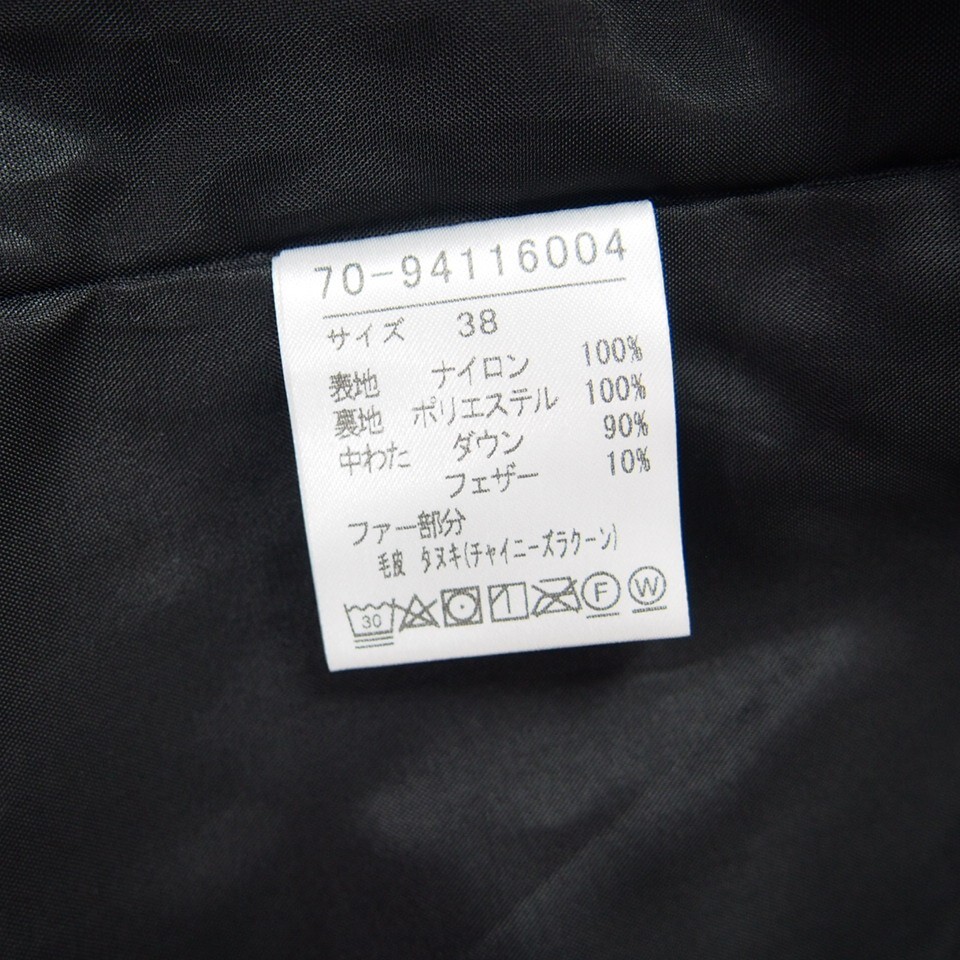 70-94116004
サイズ 38
表地 ナイロン 100%
裏地 ポリエステル 100%
中わた ダウン 90%
フェザー 10%
ファー部分
毛皮 タヌキ(チャイニーズラクーン)
30 F W